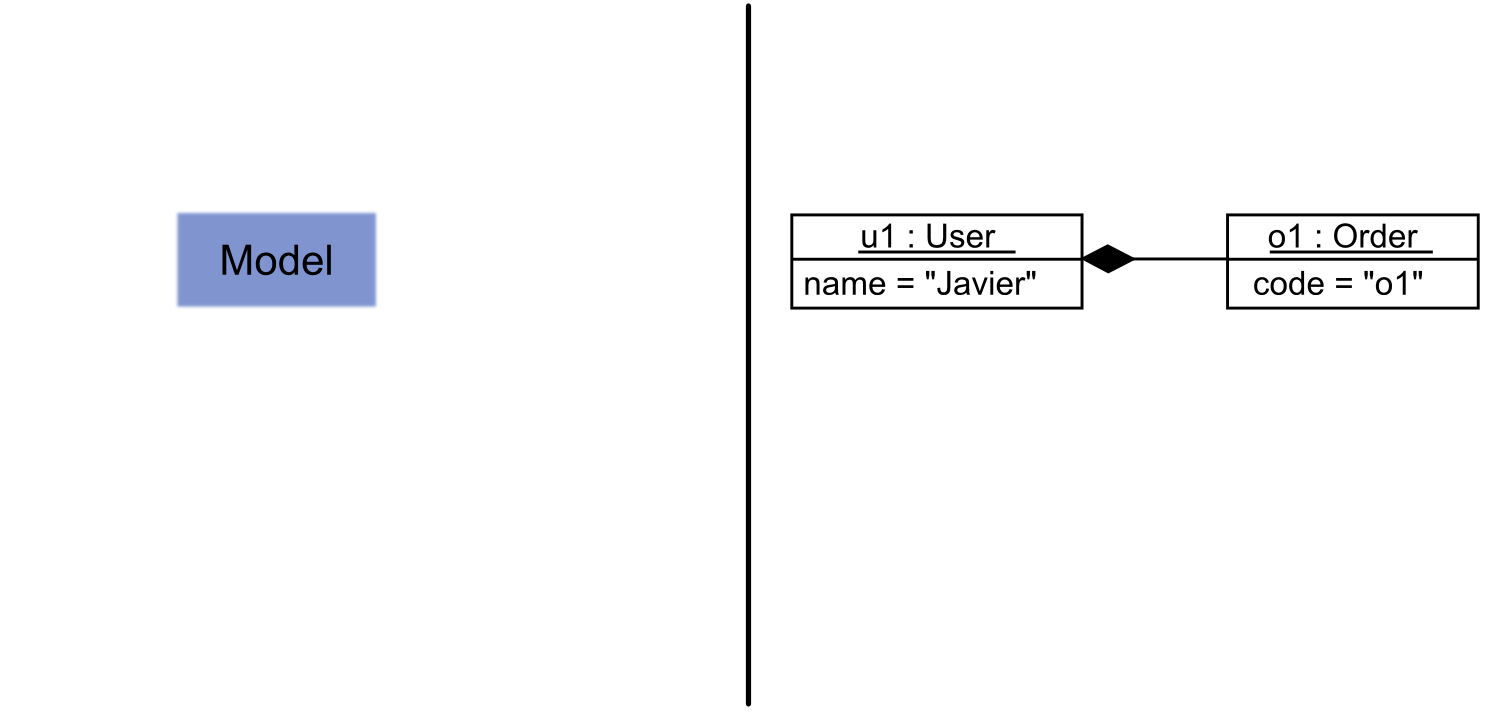 Model
u1 : User
name = "Javier"
o1 : Order
code = "o1"